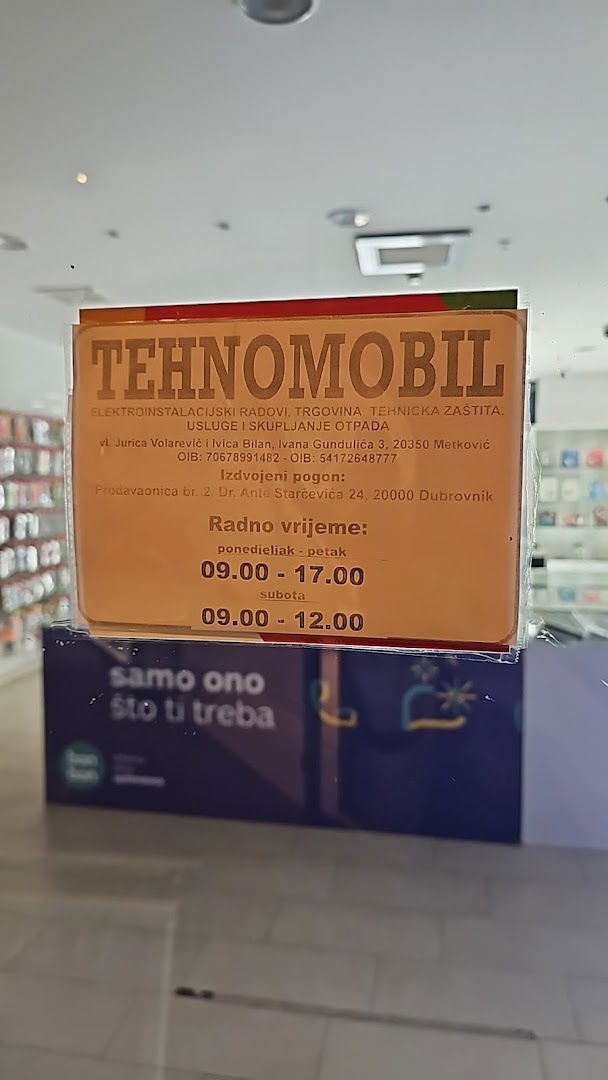 TEHNOMOBIL
ELEKTROINSTALACIJSKI RADOVI, TRGOVINA, TEHNIČKA ZAŠTITA,
USLUGE I SKUPLJANJE OTPADA
vl. Jurica Volarević i Ivica Bilan, Ivana Gundulića 3, 20350 Metković
OIB: 70678991482 - OIB: 54172648777
Izdvojeni pogon:
Prodavaonica br. 2, Dr. Ante Starčevića 24, 20000 Dubrovnik
Radno vrijeme:
ponedjeljak - petak
09.00 - 17.00
subota
09.00 - 12.00
samo ono
što ti treba
bon
bon